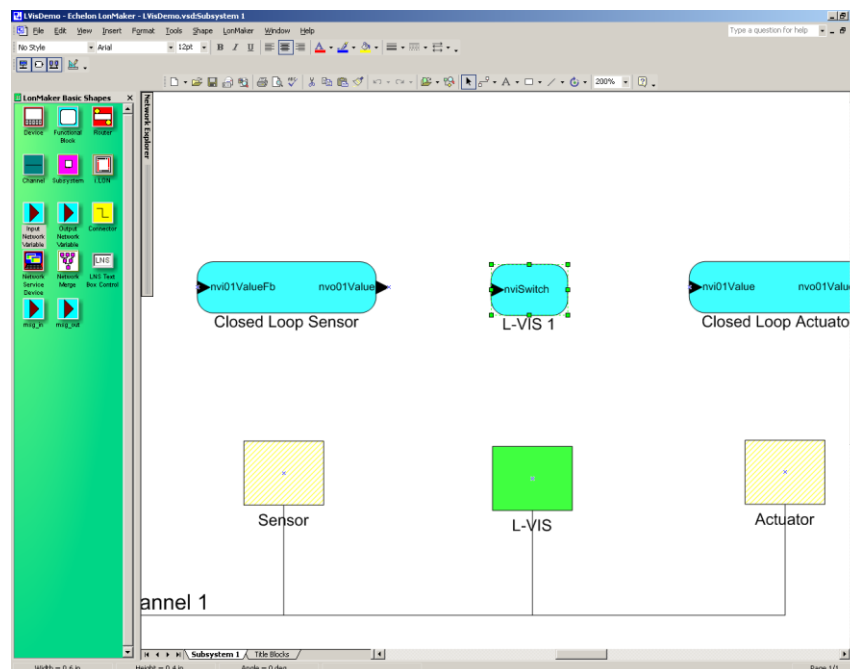 LVisDemo - Echelon LonMaker - LVisDemo.vsd:Subsystem 1
File Edit View Insert Format Tools Shape LonMaker Window Help
Type a question for help
No Style Arial 12pt B I U
200%
LonMaker Basic Shapes
Network Explorer
Device Functional Block Router
Channel Subsystem i.LON
Input Network Variable Output Network Variable Connector
Network Service Device Network Merge LNS Text Box Control
msg_in msg_out
nvi01ValueFb nvo01Value nviSwitch nvi01Value nvo01Valu
Closed Loop Sensor L-VIS 1 Closed Loop Actuato
Sensor L-VIS Actuator
annel 1
Subsystem 1 Title Blocks
Width = 0.6 in Height = 0.4 in Angle = 0 deg Page 1/1